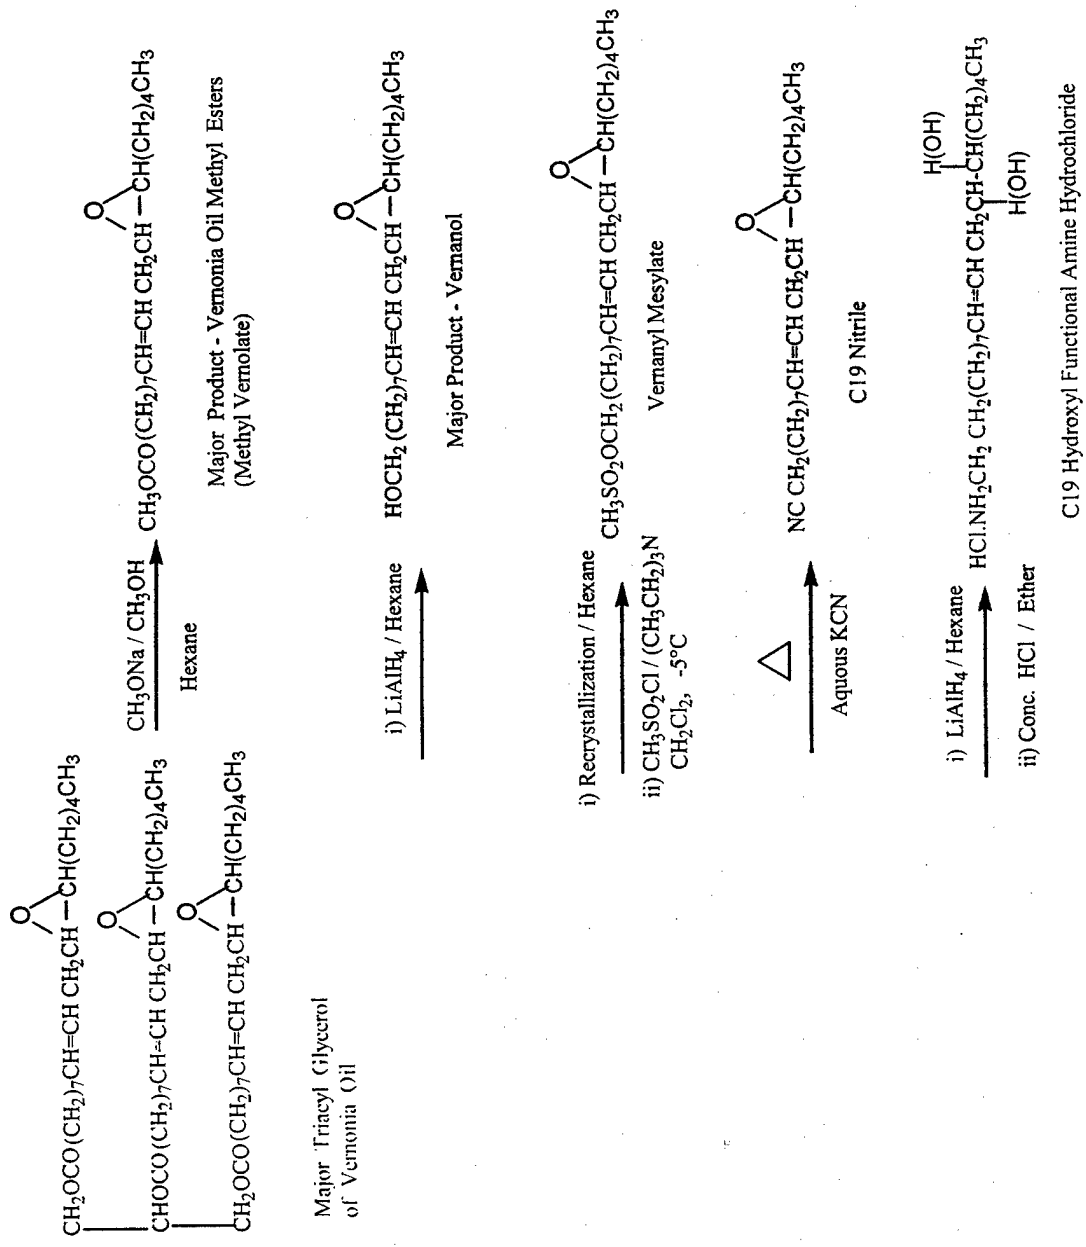 CH2OCO(CH2)7CH=CH CH2CH —CH(CH2)4CH3
O
CHOCO(CH2)7CH=CH CH2CH —CH(CH2)4CH3
O
CH2OCO(CH2)7CH=CH CH2CH —CH(CH2)4CH3
O
Major Triacyl Glycerol
of Vernonia Oil
CH3ONa / CH3OH
Hexane
CH3OCO(CH2)7CH=CH CH2CH —CH(CH2)4CH3
O
Major Product - Vernonia Oil Methyl Esters
(Methyl Vernolate)
i) LiAlH4 / Hexane
HOCH2(CH2)7CH=CH CH2CH —CH(CH2)4CH3
O
Major Product - Vernanol
i) Recrystallization / Hexane
ii) CH3SO2Cl / (CH3CH2)3N
CH2Cl2, -5°C
CH3SO2OCH2(CH2)7CH=CH CH2CH —CH(CH2)4CH3
O
Vernanyl Mesylate
Aquous KCN
NC CH2(CH2)7CH=CH CH2CH —CH(CH2)4CH3
O
C19 Nitrile
i) LiAlH4 / Hexane
ii) Conc. HCl / Ether
H(OH)
HCl.NH2CH2 CH2(CH2)7CH=CH CH2CH-CH(CH2)4CH3
H(OH)
C19 Hydroxyl Functional Amine Hydrochloride